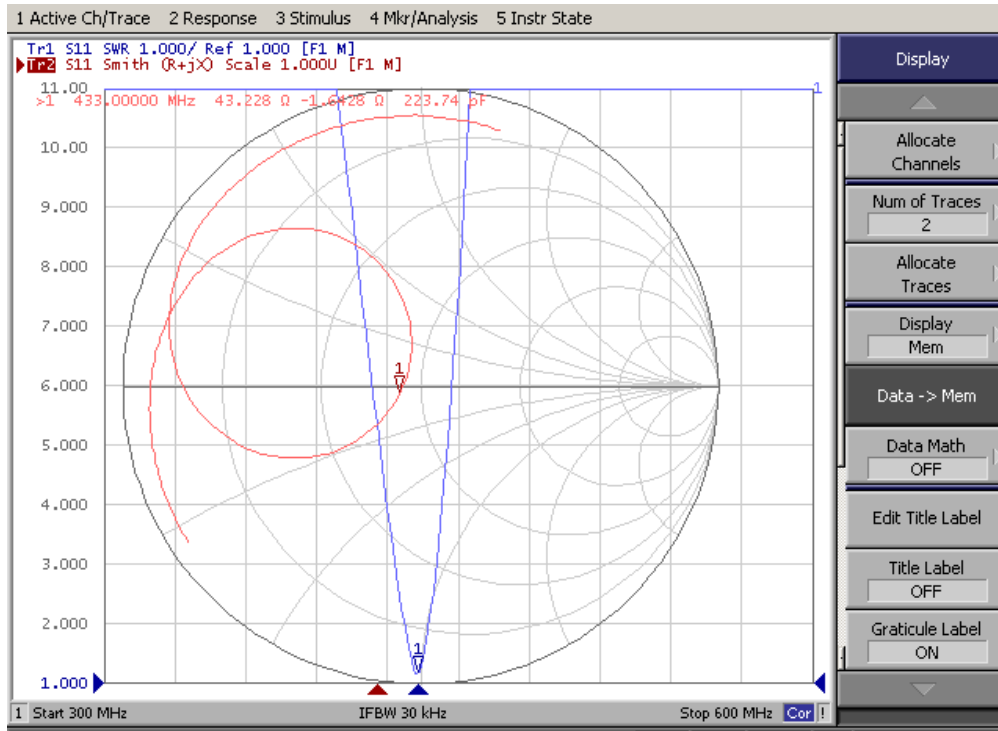 1 Active Ch/Trace 2 Response 3 Stimulus 4 Mkr/Analysis 5 Instr State
Tr1 S11 SWR 1.000/ Ref 1.000 [F1 M]
Tr2 S11 Smith (R+jX) Scale 1.000U [F1 M]
11.00
1
>1 433.00000 MHz 43.228 Ω -1.6428 Ω 223.74 pF
10.00
9.000
8.000
7.000
6.000
5.000
4.000
3.000
2.000
1.000
1
1
1 Start 300 MHz IFBW 30 kHz Stop 600 MHz Cor !
Display
Allocate
Channels
Num of Traces
2
Allocate
Traces
Display
Mem
Data -> Mem
Data Math
OFF
Edit Title Label
Title Label
OFF
Graticule Label
ON